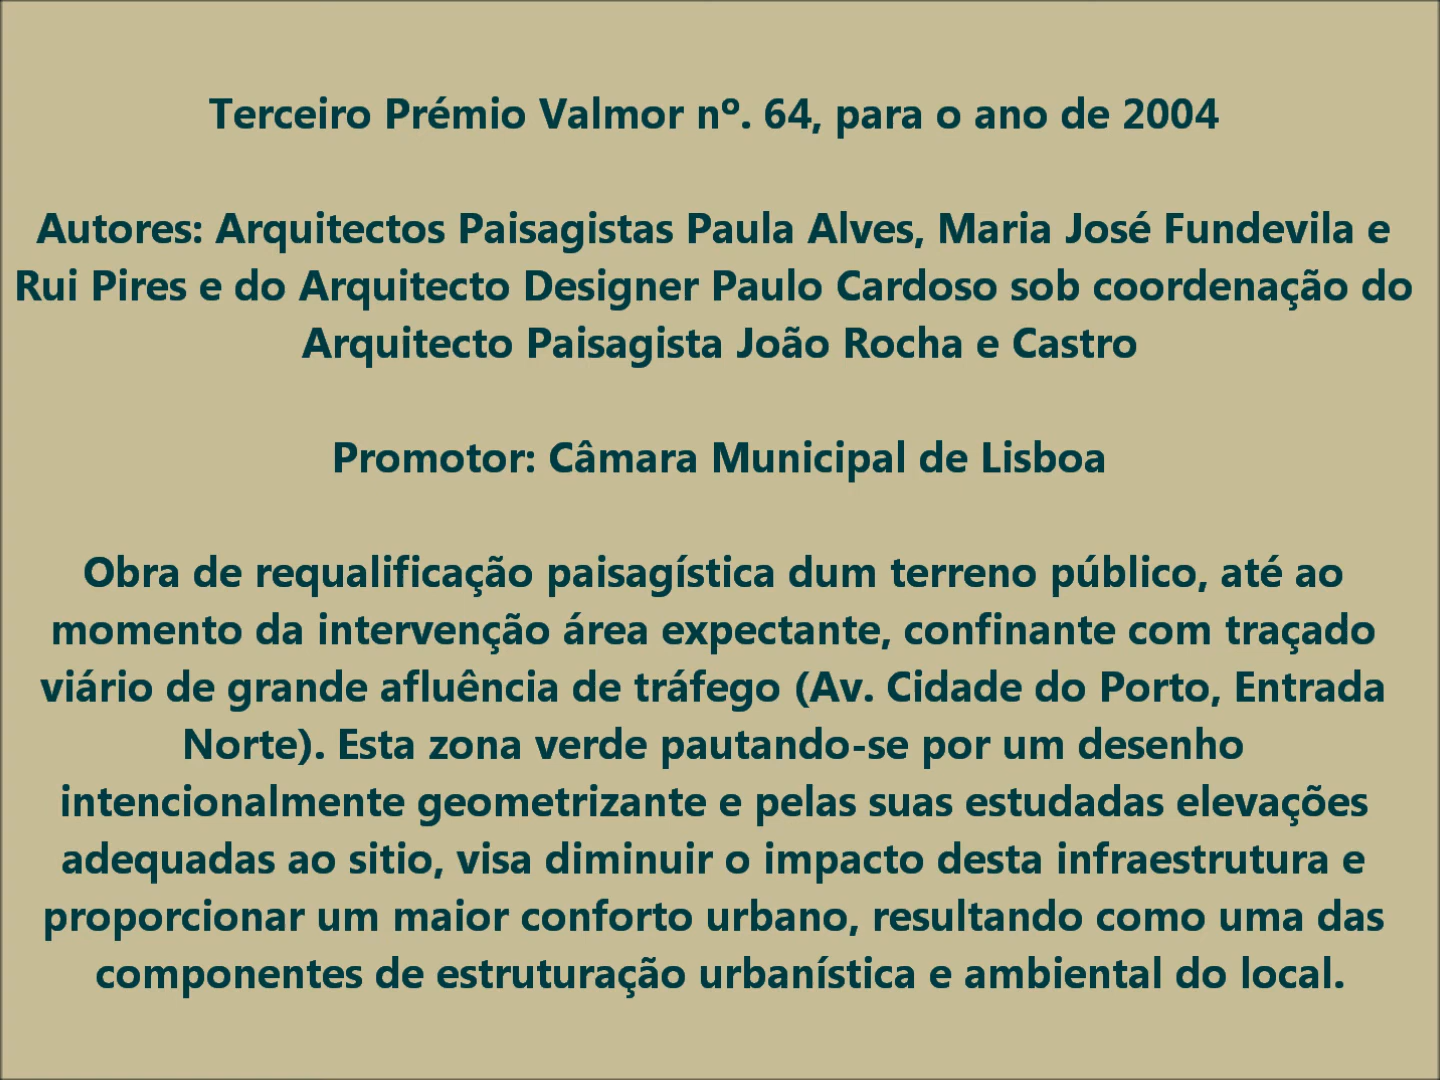 Terceiro Prémio Valmor nº. 64, para o ano de 2004
Autores: Arquitectos Paisagistas Paula Alves, Maria José Fundevila e
Rui Pires e do Arquitecto Designer Paulo Cardoso sob coordenação do
Arquitecto Paisagista João Rocha e Castro
Promotor: Câmara Municipal de Lisboa
Obra de requalificação paisagística dum terreno público, até ao
momento da intervenção área expectante, confinante com traçado
viário de grande afluência de tráfego (Av. Cidade do Porto, Entrada
Norte). Esta zona verde pautando-se por um desenho
intencionalmente geometrizante e pelas suas estudadas elevações
adequadas ao sitio, visa diminuir o impacto desta infraestrutura e
proporcionar um maior conforto urbano, resultando como uma das
componentes de estruturação urbanística e ambiental do local.